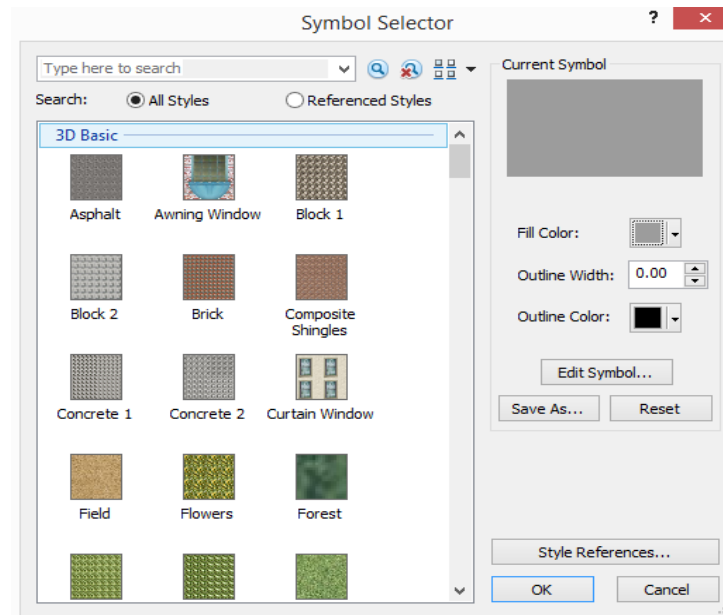 Symbol Selector
? ×
Type here to search
Search: All Styles Referenced Styles
3D Basic
Asphalt Awning Window Block 1
Block 2 Brick Composite
Shingles
Concrete 1 Concrete 2 Curtain Window
Field Flowers Forest
Current Symbol
Fill Color:
Outline Width: 0.00
Outline Color:
Edit Symbol...
Save As... Reset
Style References...
OK Cancel